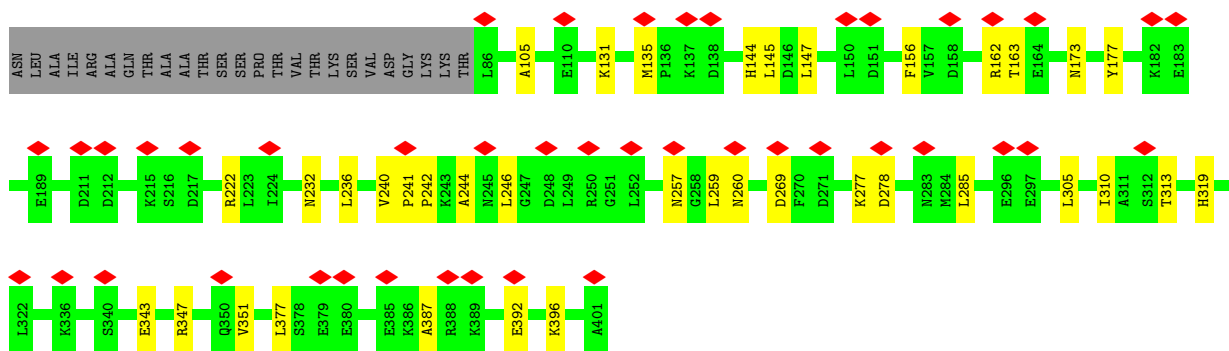 ASN LEU ALA ILE ARG ALA ALA GLN THR ALA ALA THR SER SER PRO THR VAL THR LYS SER VAL ASP GLY LYS LYS THR L86 A105 E110 K131 M135 P136 K137 D138 H144 L145 D146 L147 L150 D151 F156 V157 D158 R162 T163 E164 N173 Y177 K182 E183
E189 D211 D212 K215 S216 D217 R222 L223 I224 N232 L236 V240 P241 P242 K243 A244 N245 L246 G247 D248 L249 R250 G251 L252 N257 G258 L259 N260 D269 F270 D271 K277 D278 N283 M284 L285 E296 E297 L305 I310 A311 S312 T313 H319
L322 K336 S340 E343 R347 Q350 V351 L377 S378 E379 E380 E385 K386 A387 R388 K389 E392 K396 A401